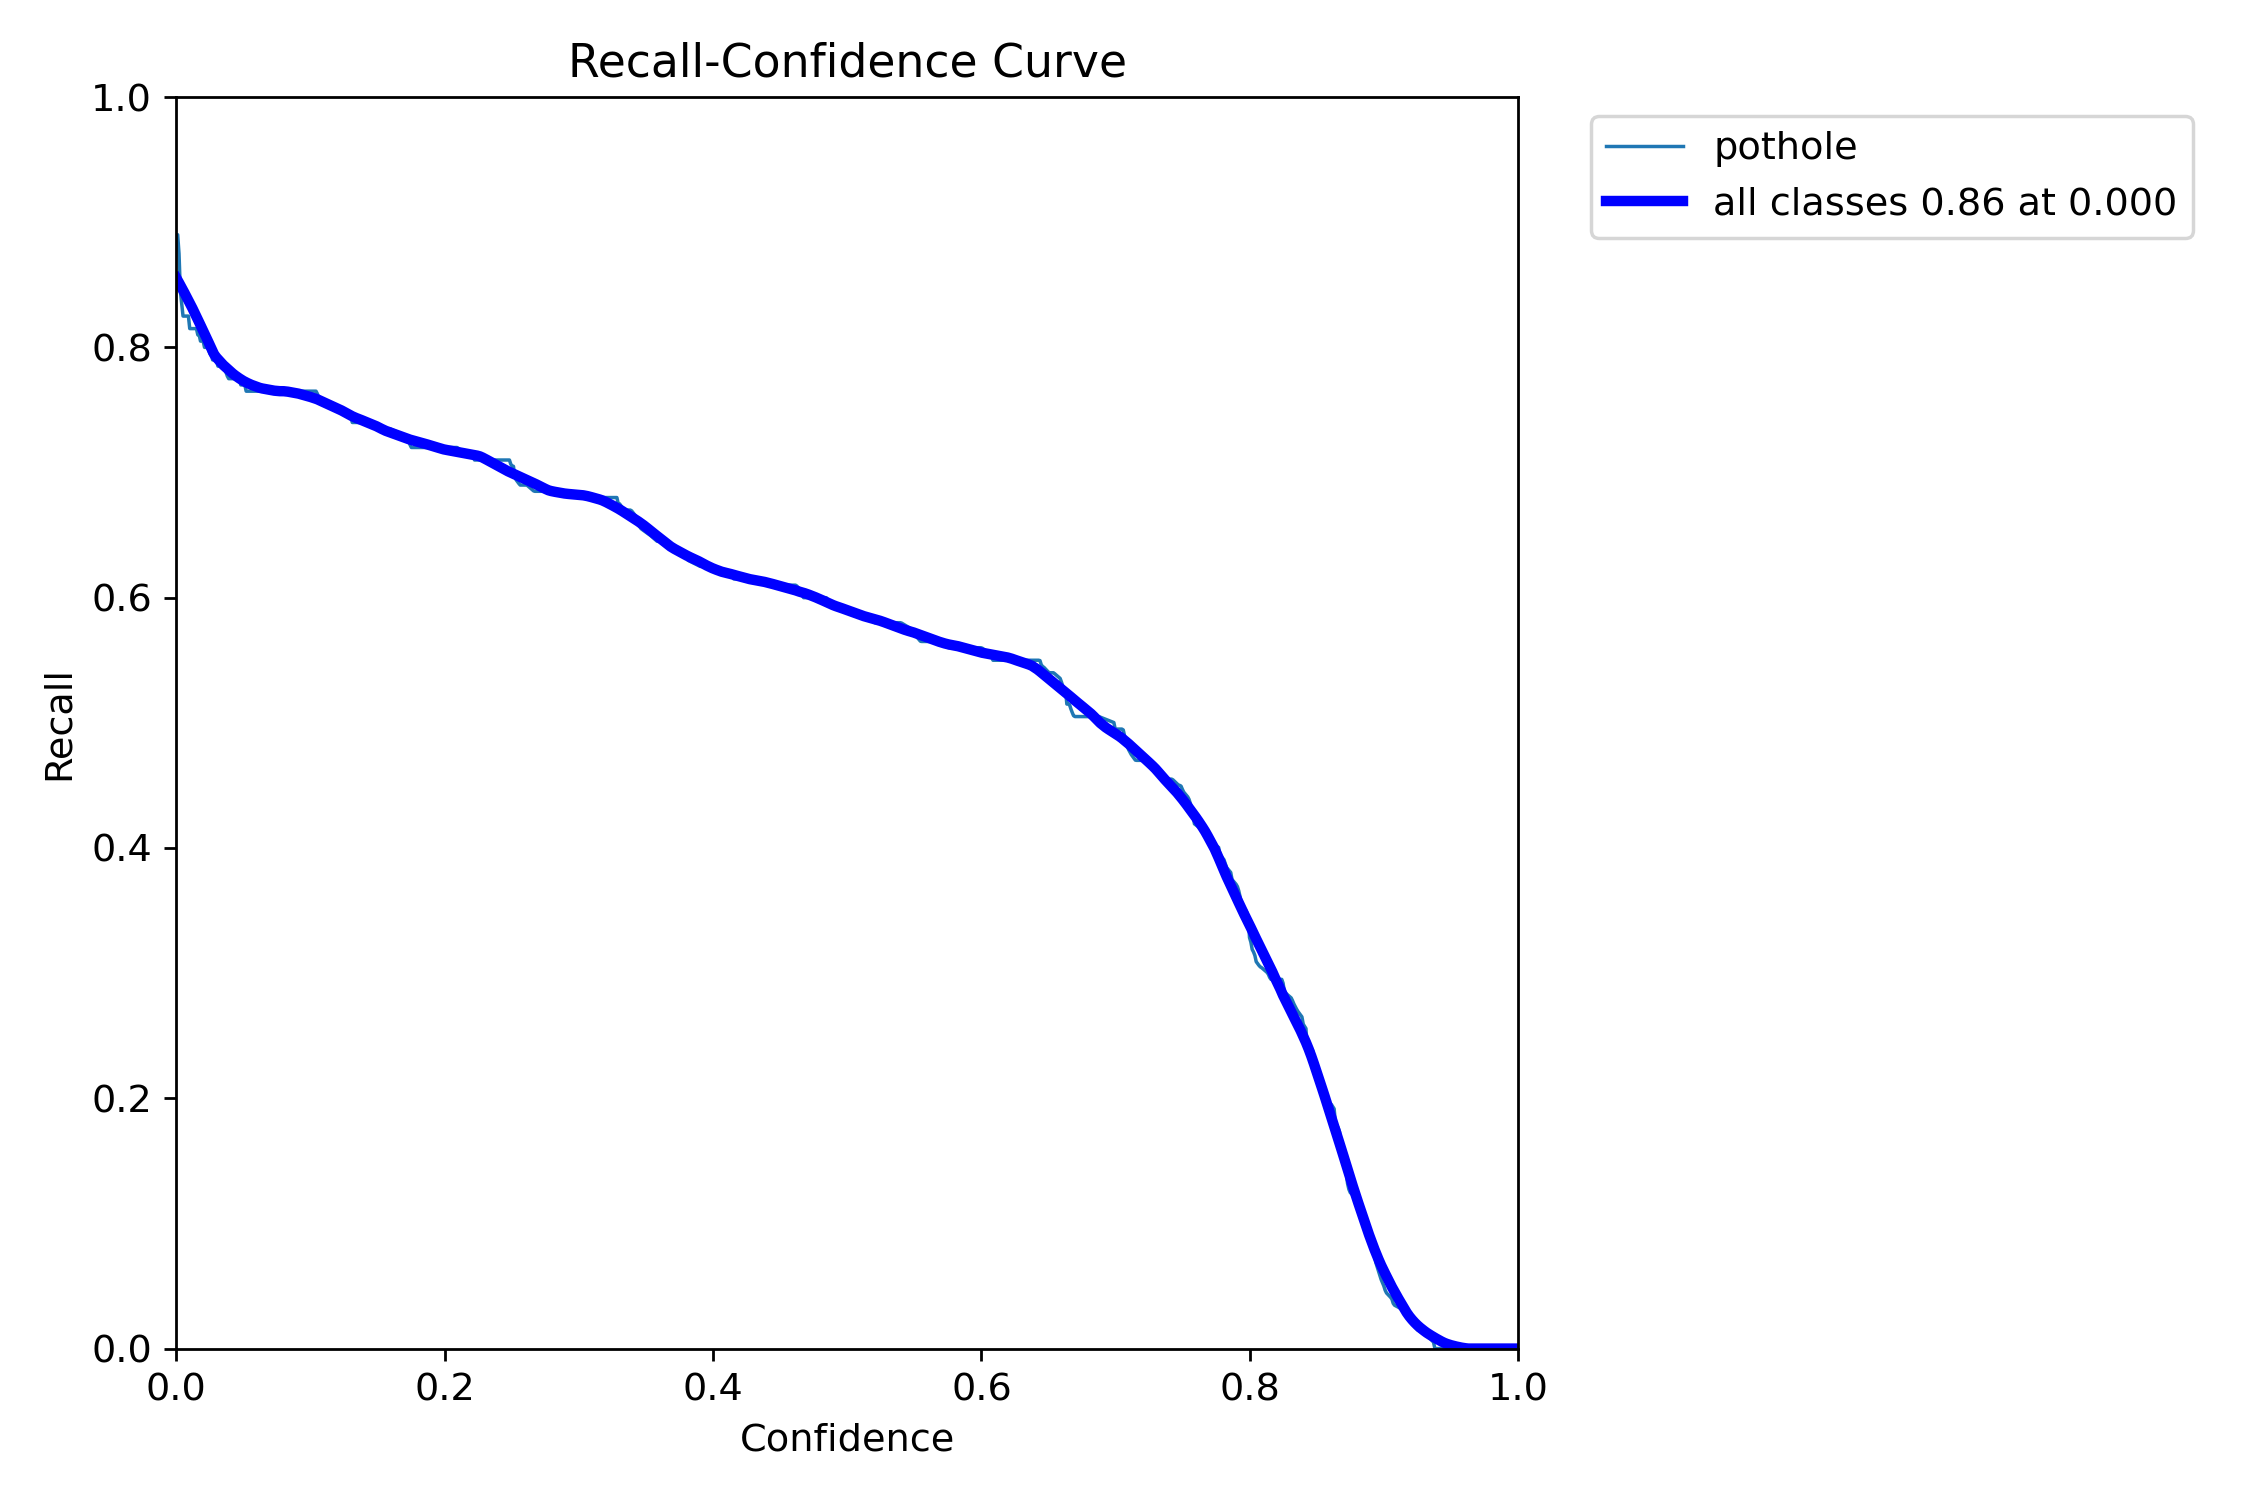 Recall-Confidence Curve
1.0
0.8
0.6
0.4
0.2
0.0
Recall
0.0 0.2 0.4 0.6 0.8 1.0
Confidence
pothole
all classes 0.86 at 0.000